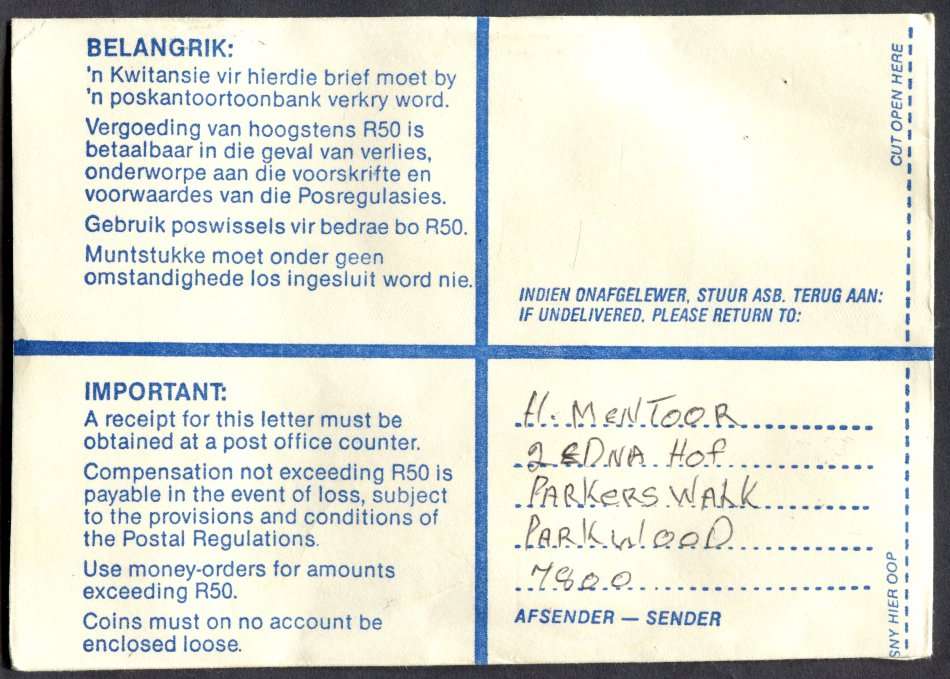 BELANGRIK:
'n Kwitansie vir hierdie brief moet by
'n poskantoortoonbank verkry word.
Vergoeding van hoogstens R50 is
betaalbaar in die geval van verlies,
onderworpe aan die voorskrifte en
voorwaardes van die Posregulasies.
Gebruik poswissels vir bedrae bo R50.
Muntstukke moet onder geen
omstandighede los ingesluit word nie.
INDIEN ONAFGELEWER, STUUR ASB. TERUG AAN:
IF UNDELIVERED, PLEASE RETURN TO:
CUT OPEN HERE
IMPORTANT:
A receipt for this letter must be
obtained at a post office counter.
Compensation not exceeding R50 is
payable in the event of loss, subject
to the provisions and conditions of
the Postal Regulations.
Use money-orders for amounts
exceeding R50.
Coins must on no account be
enclosed loose.
H. MENTOOR
2 EDNA HOF
PARKERS WALK
PARKWOOD
7800
AFSENDER — SENDER
SNY HIER OOP